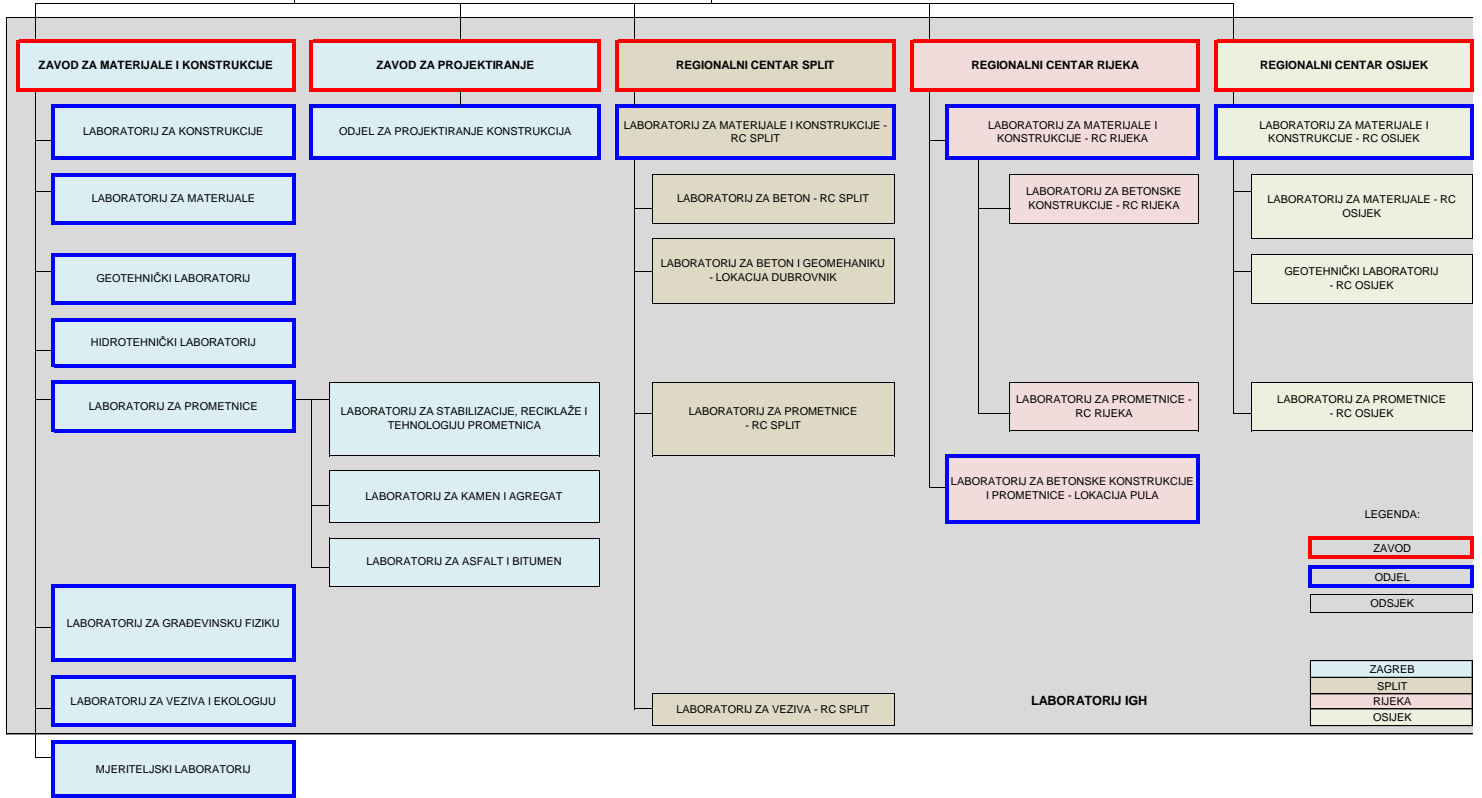 ZAVOD ZA MATERIJALE I KONSTRUKCIJE
ZAVOD ZA PROJEKTIRANJE
REGIONALNI CENTAR SPLIT
REGIONALNI CENTAR RIJEKA
REGIONALNI CENTAR OSIJEK
LABORATORIJ ZA KONSTRUKCIJE
ODJEL ZA PROJEKTIRANJE KONSTRUKCIJA
LABORATORIJ ZA MATERIJALE I KONSTRUKCIJE -
RC SPLIT
LABORATORIJ ZA MATERIJALE I
KONSTRUKCIJE - RC RIJEKA
LABORATORIJ ZA MATERIJALE I
KONSTRUKCIJE - RC OSIJEK
LABORATORIJ ZA MATERIJALE
LABORATORIJ ZA BETON - RC SPLIT
LABORATORIJ ZA BETONSKE
KONSTRUKCIJE - RC RIJEKA
LABORATORIJ ZA MATERIJALE - RC
OSIJEK
GEOTEHNIČKI LABORATORIJ
LABORATORIJ ZA BETON I GEOMEHANIKU
- LOKACIJA DUBROVNIK
GEOTEHNIČKI LABORATORIJ
- RC OSIJEK
HIDROTEHNIČKI LABORATORIJ
LABORATORIJ ZA PROMETNICE
LABORATORIJ ZA STABILIZACIJE, RECIKLAŽE I
TEHNOLOGIJU PROMETNICA
LABORATORIJ ZA PROMETNICE
- RC SPLIT
LABORATORIJ ZA PROMETNICE -
RC RIJEKA
LABORATORIJ ZA PROMETNICE
- RC OSIJEK
LABORATORIJ ZA KAMEN I AGREGAT
LABORATORIJ ZA BETONSKE KONSTRUKCIJE
I PROMETNICE - LOKACIJA PULA
LABORATORIJ ZA ASFALT I BITUMEN
LEGENDA:
ZAVOD
ODJEL
ODSJEK
LABORATORIJ ZA GRAĐEVINSKU FIZIKU
LABORATORIJ ZA VEZIVA I EKOLOGIJU
LABORATORIJ ZA VEZIVA - RC SPLIT
LABORATORIJ IGH
ZAGREB
SPLIT
RIJEKA
OSIJEK
MJERITELJSKI LABORATORIJ